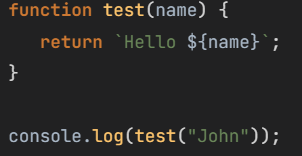 function test(name) {
   return `Hello ${name}`;
}
console.log(test("John"));